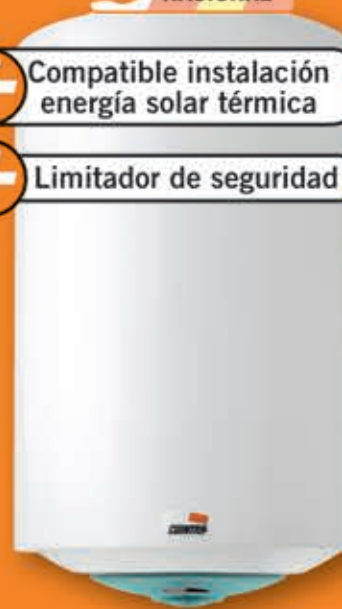 Compatible instalación
energía solar térmica
Limitador de seguridad